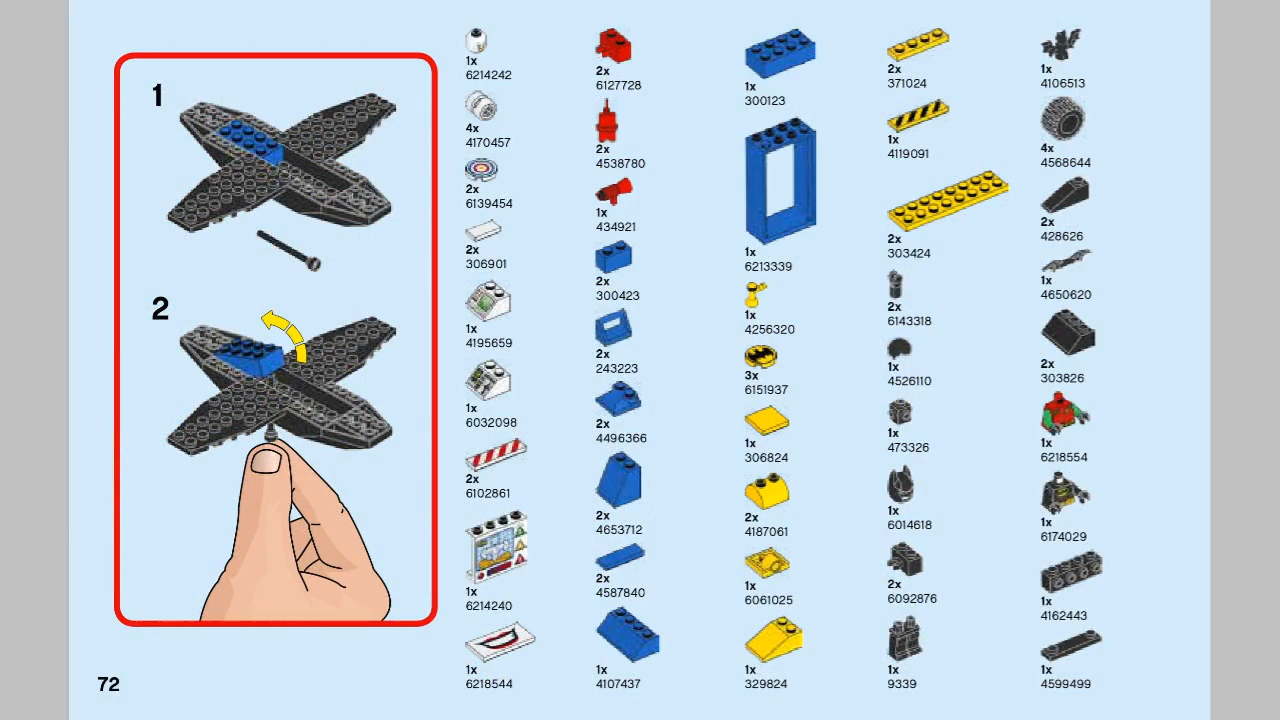 1
2
72
1x
6214242
4x
4170457
2x
6139454
2x
306901
1x
4195659
1x
6032098
2x
6102861
1x
6214240
1x
6218544
2x
6127728
2x
4538780
1x
434921
2x
300423
2x
243223
2x
4496366
2x
4653712
2x
4587840
1x
4107437
1x
300123
1x
6213339
1x
4256320
3x
6151937
1x
306824
2x
4187061
1x
6061025
1x
329824
2x
371024
1x
4119091
2x
303424
2x
6143318
1x
4526110
1x
473326
1x
6014618
2x
6092876
1x
9339
1x
4106513
4x
4568644
2x
428626
1x
4650620
2x
303826
1x
6218554
1x
6174029
1x
4162443
1x
4599499